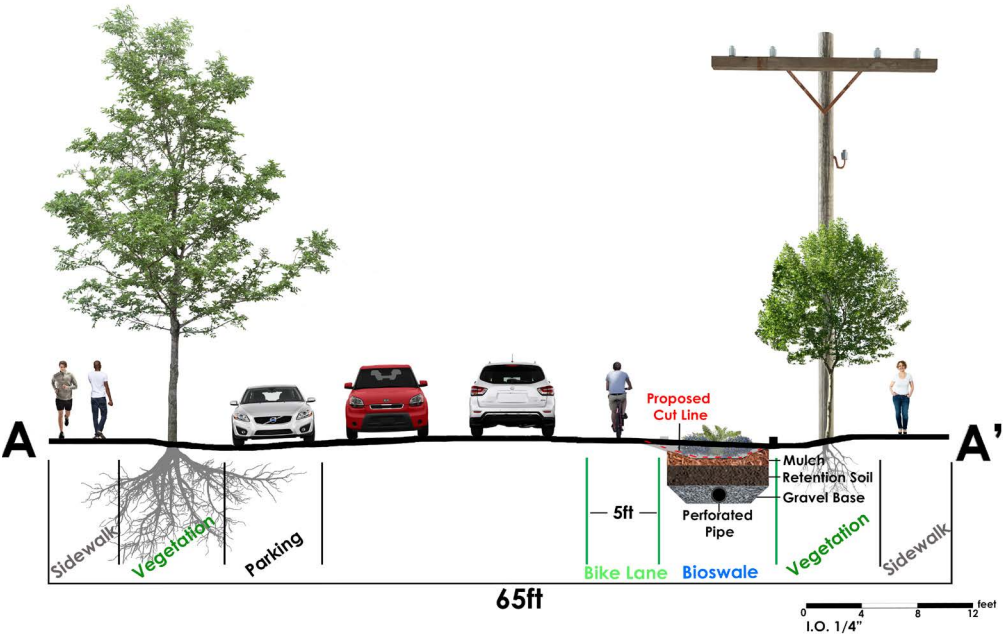 Proposed
Cut Line
A
A’
Mulch
Retention Soil
Gravel Base
5ft
Perforated
Pipe
Sidewalk
Vegetation
Parking
Bike Lane
Bioswale
Vegetation
Sidewalk
65ft
feet
0 4 8 12
I.O. 1/4”